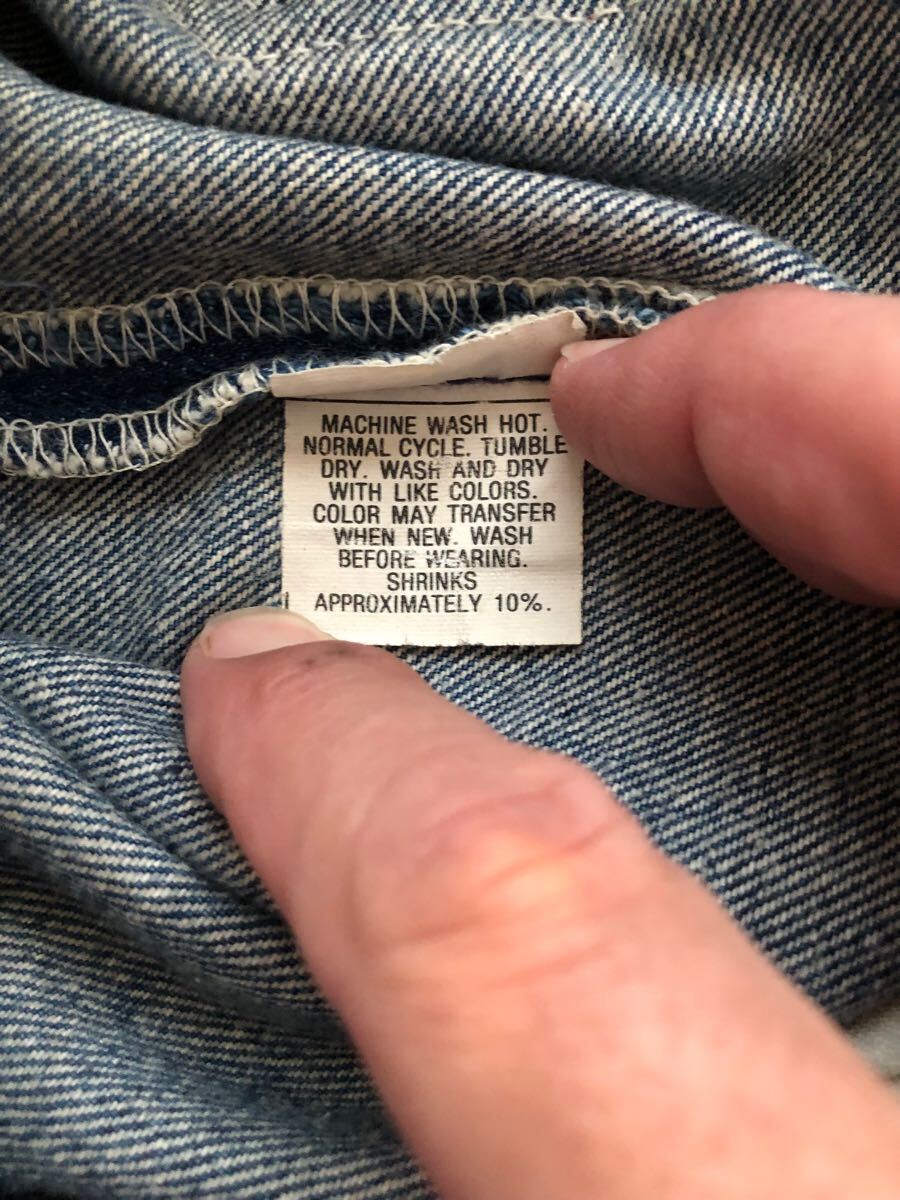 MACHINE WASH HOT.
NORMAL CYCLE. TUMBLE
DRY. WASH AND DRY
WITH LIKE COLORS.
COLOR MAY TRANSFER
WHEN NEW. WASH
BEFORE WEARING.
SHRINKS
APPROXIMATELY 10%.